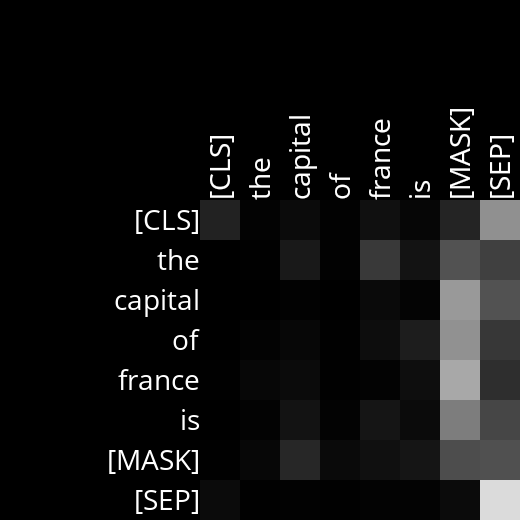 [CLS] the capital of france is [MASK] [SEP]
[CLS]
the
capital
of
france
is
[MASK]
[SEP]